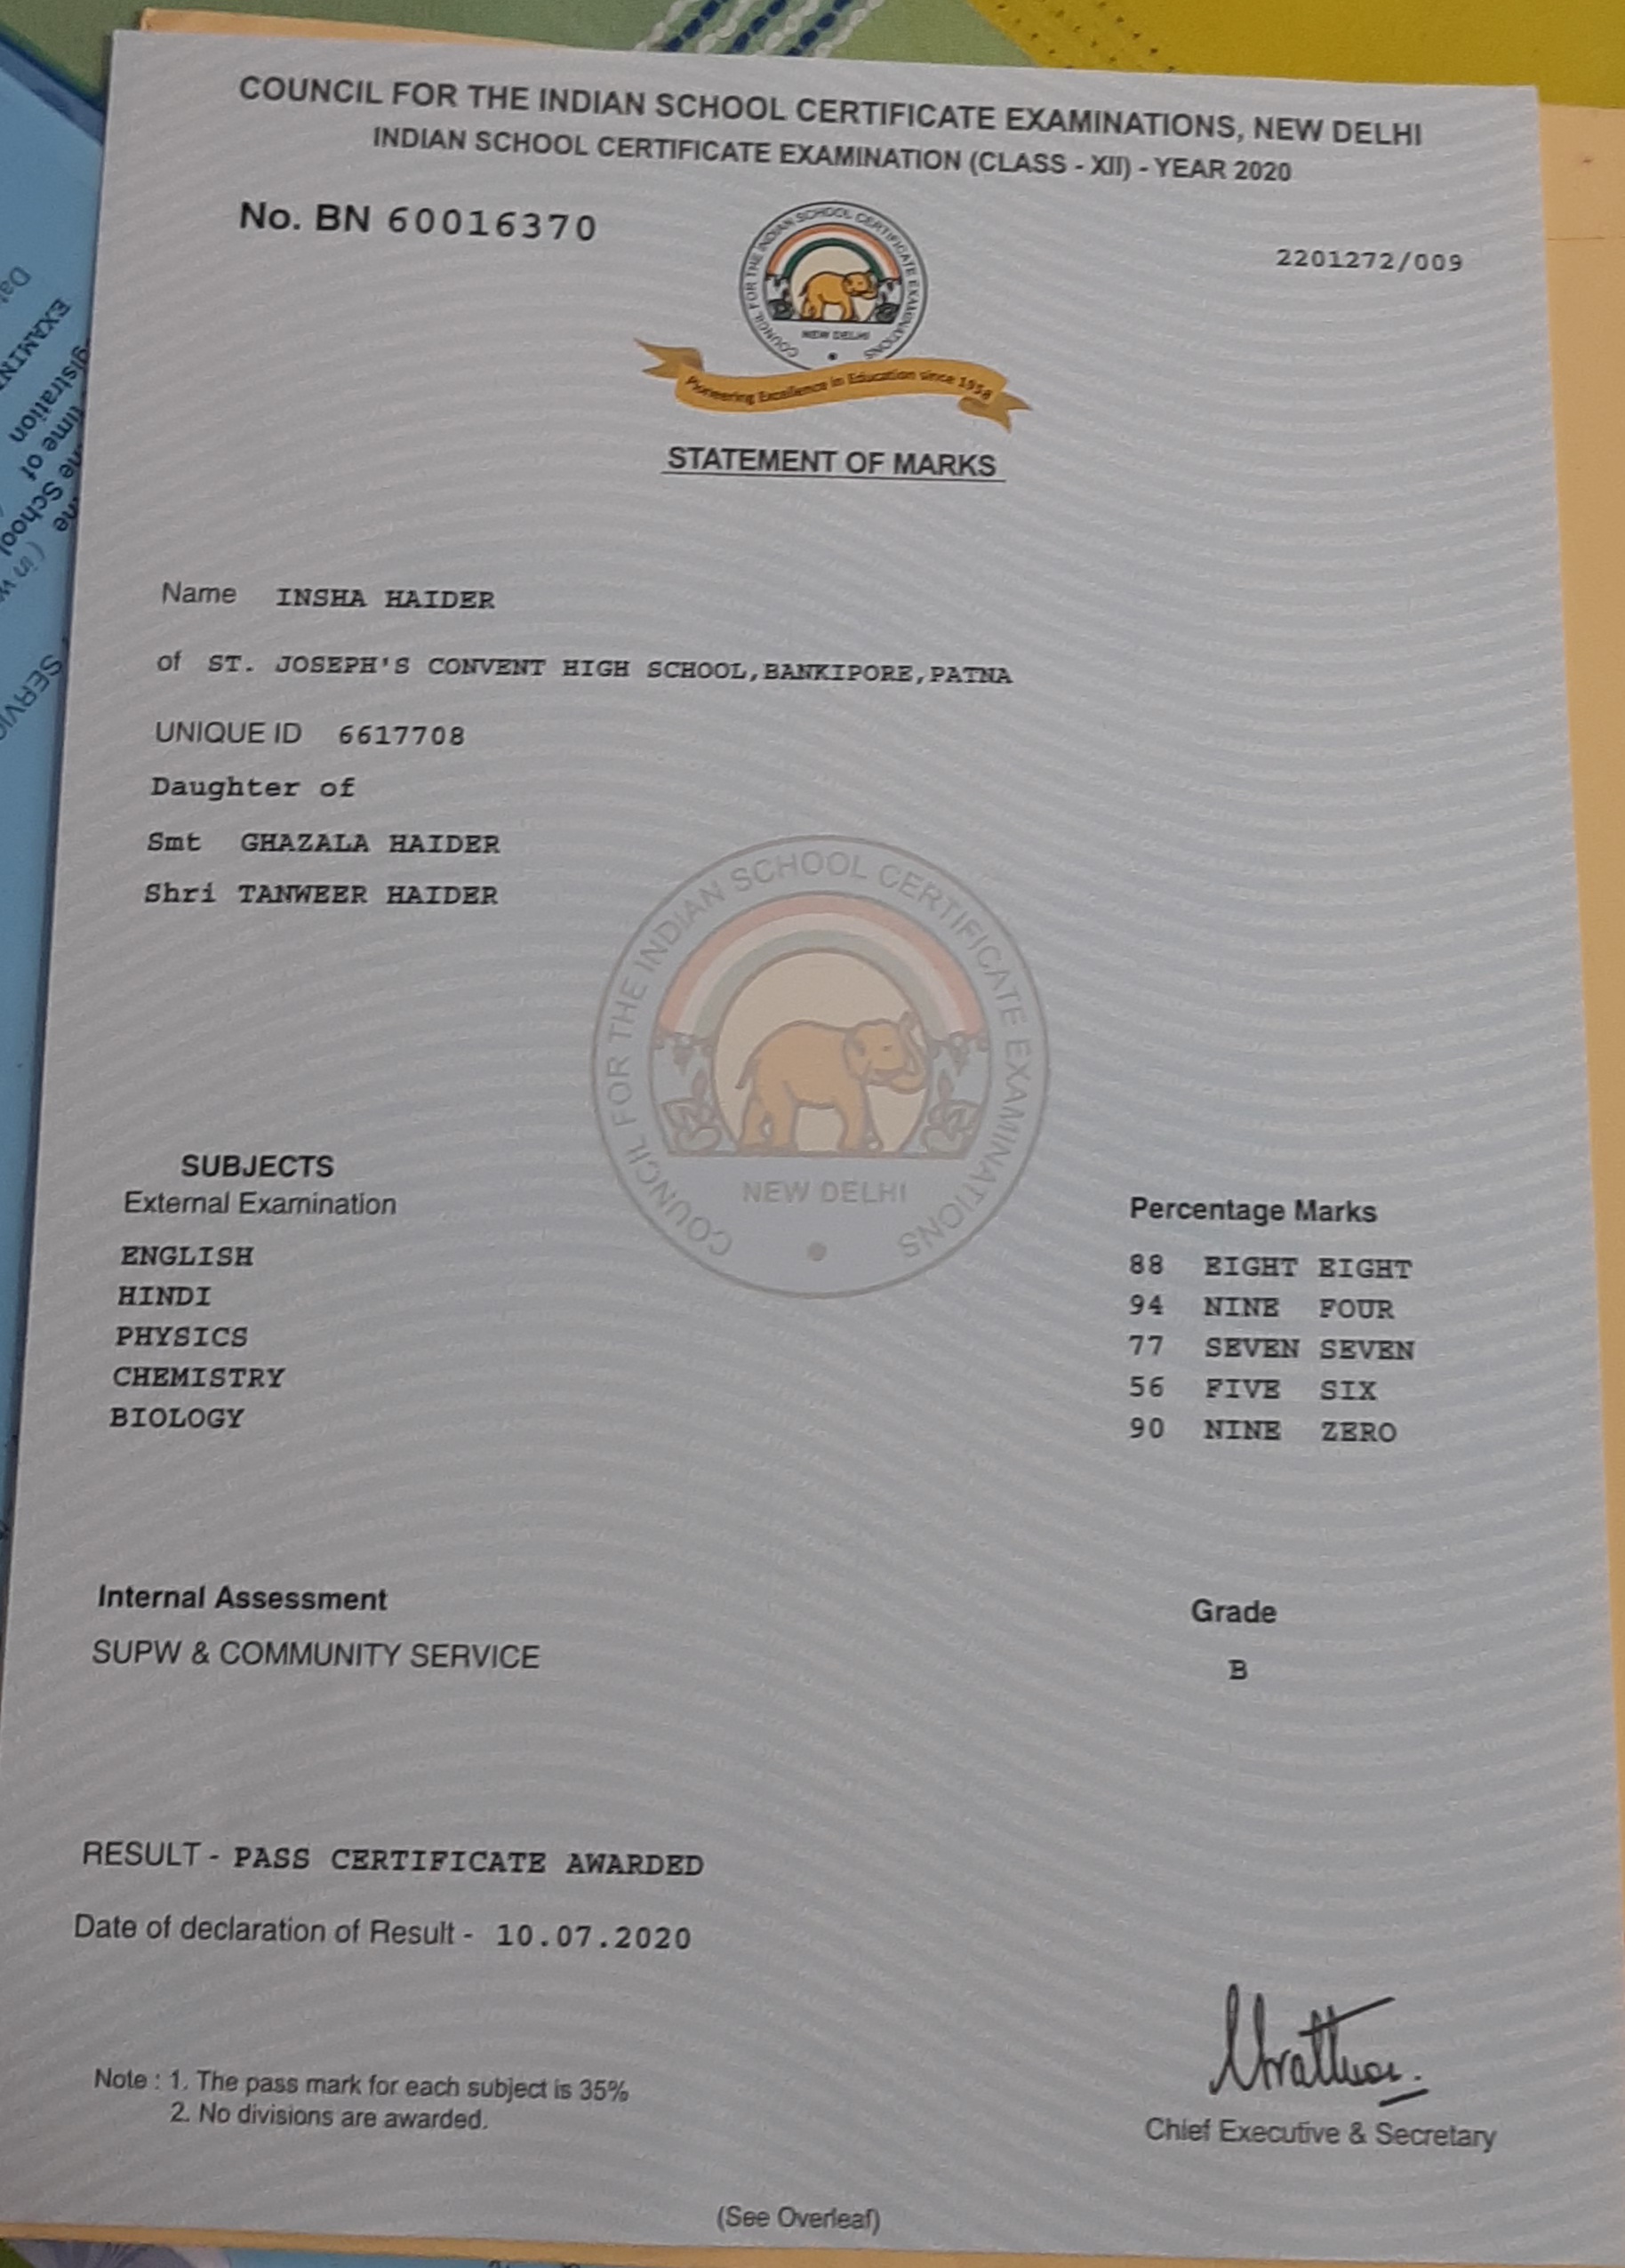 COUNCIL FOR THE INDIAN SCHOOL CERTIFICATE EXAMINATIONS, NEW DELHI
INDIAN SCHOOL CERTIFICATE EXAMINATION (CLASS - XII) - YEAR 2020
No. BN 60016370
2201272/009
COUNCIL FOR THE INDIAN SCHOOL CERTIFICATE EXAMINATIONS
NEW DELHI
Pioneering Excellence in Education since 1958
STATEMENT OF MARKS
Name INSHA HAIDER
of ST. JOSEPH'S CONVENT HIGH SCHOOL,BANKIPORE,PATNA
UNIQUE ID 6617708
Daughter of
Smt GHAZALA HAIDER
Shri TANWEER HAIDER
COUNCIL FOR THE INDIAN SCHOOL CERTIFICATE EXAMINATIONS
NEW DELHI
SUBJECTS
External Examination Percentage Marks
ENGLISH 88 EIGHT EIGHT
HINDI 94 NINE FOUR
PHYSICS 77 SEVEN SEVEN
CHEMISTRY 56 FIVE SIX
BIOLOGY 90 NINE ZERO
Internal Assessment Grade
SUPW & COMMUNITY SERVICE B
RESULT - PASS CERTIFICATE AWARDED
Date of declaration of Result - 10.07.2020
Note : 1. The pass mark for each subject is 35%
2. No divisions are awarded.
Chief Executive & Secretary
(See Overleaf)
time of
School